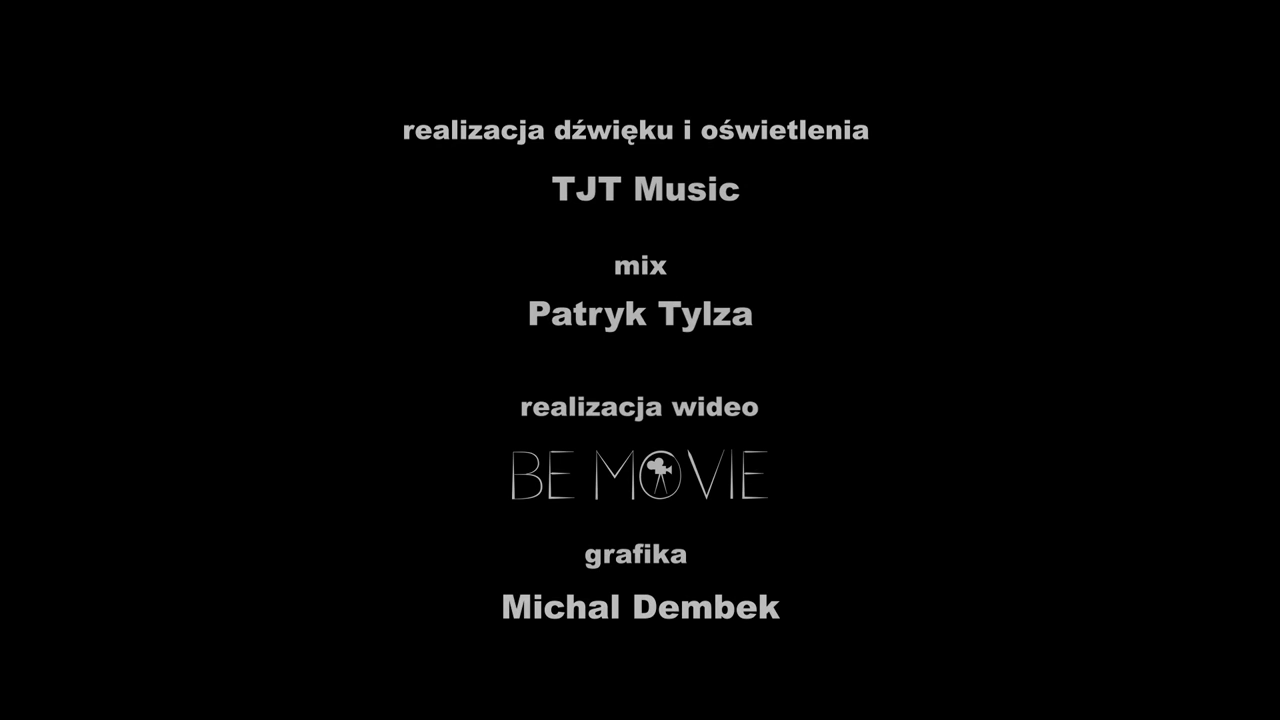 realizacja dźwięku i oświetlenia
TJT Music
mix
Patryk Tylza
realizacja wideo
BE MOVIE
grafika
Michal Dembek